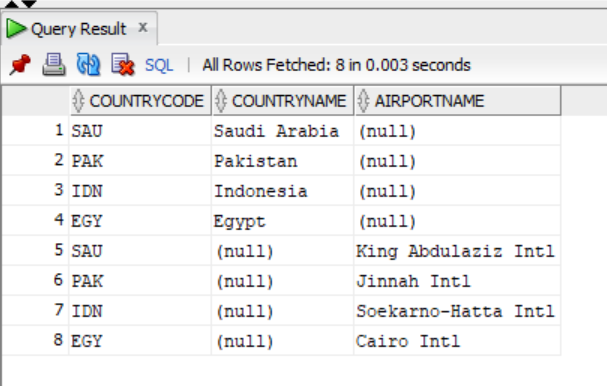 Query Result x
SQL | All Rows Fetched: 8 in 0.003 seconds
COUNTRYCODE COUNTRYNAME AIRPORTNAME
1 SAU Saudi Arabia (null)
2 PAK Pakistan (null)
3 IDN Indonesia (null)
4 EGY Egypt (null)
5 SAU (null) King Abdulaziz Intl
6 PAK (null) Jinnah Intl
7 IDN (null) Soekarno-Hatta Intl
8 EGY (null) Cairo Intl